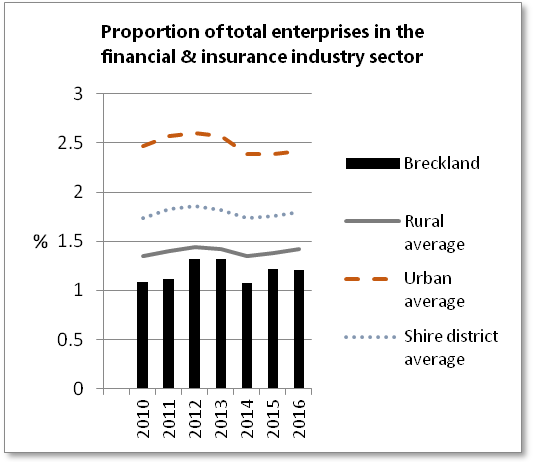 Proportion of total enterprises in the
financial & insurance industry sector
3
2.5
2
1.5
1
0.5
0
%
2010
2011
2012
2013
2014
2015
2016
Breckland
Rural
average
Urban
average
Shire district
average